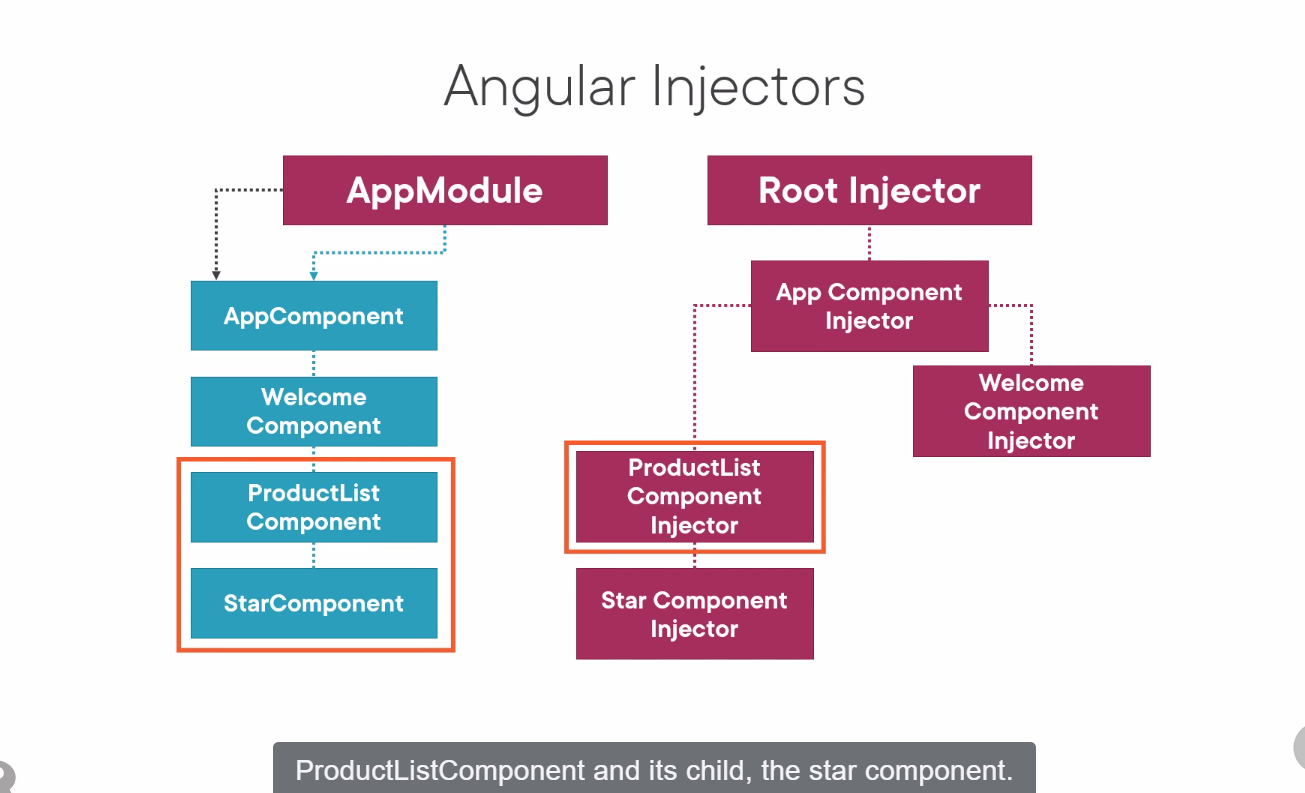 Angular Injectors
AppModule
Root Injector
AppComponent
App Component
Injector
Welcome
Component
Welcome
Component
Injector
ProductList
Component
ProductList
Component
Injector
StarComponent
Star Component
Injector
ProductListComponent and its child, the star component.